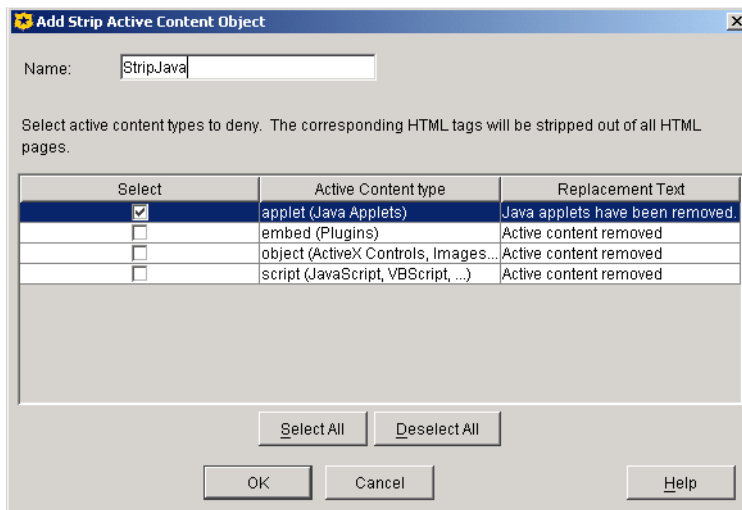 Add Strip Active Content Object
Name: StripJava
Select active content types to deny. The corresponding HTML tags will be stripped out of all HTML
pages.
Select Active Content type Replacement Text
applet (Java Applets) Java applets have been removed.
embed (Plugins) Active content removed
object (ActiveX Controls, Images... Active content removed
script (JavaScript, VBScript, ...) Active content removed
Select All Deselect All
OK Cancel Help